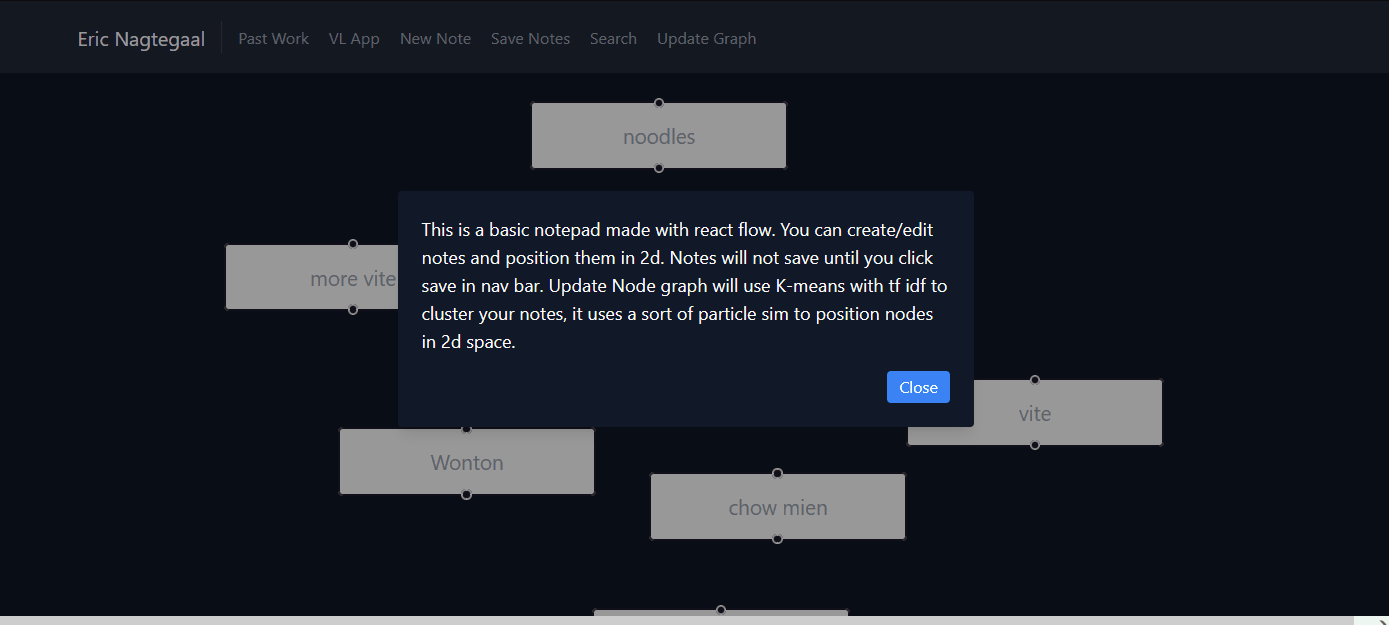 Eric Nagtegaal Past Work VL App New Note Save Notes Search Update Graph
noodles
This is a basic notepad made with react flow. You can create/edit
notes and position them in 2d. Notes will not save until you click
save in nav bar. Update Node graph will use K-means with tf idf to
cluster your notes, it uses a sort of particle sim to position nodes
in 2d space.
Close
more vite
vite
Wonton
chow mien